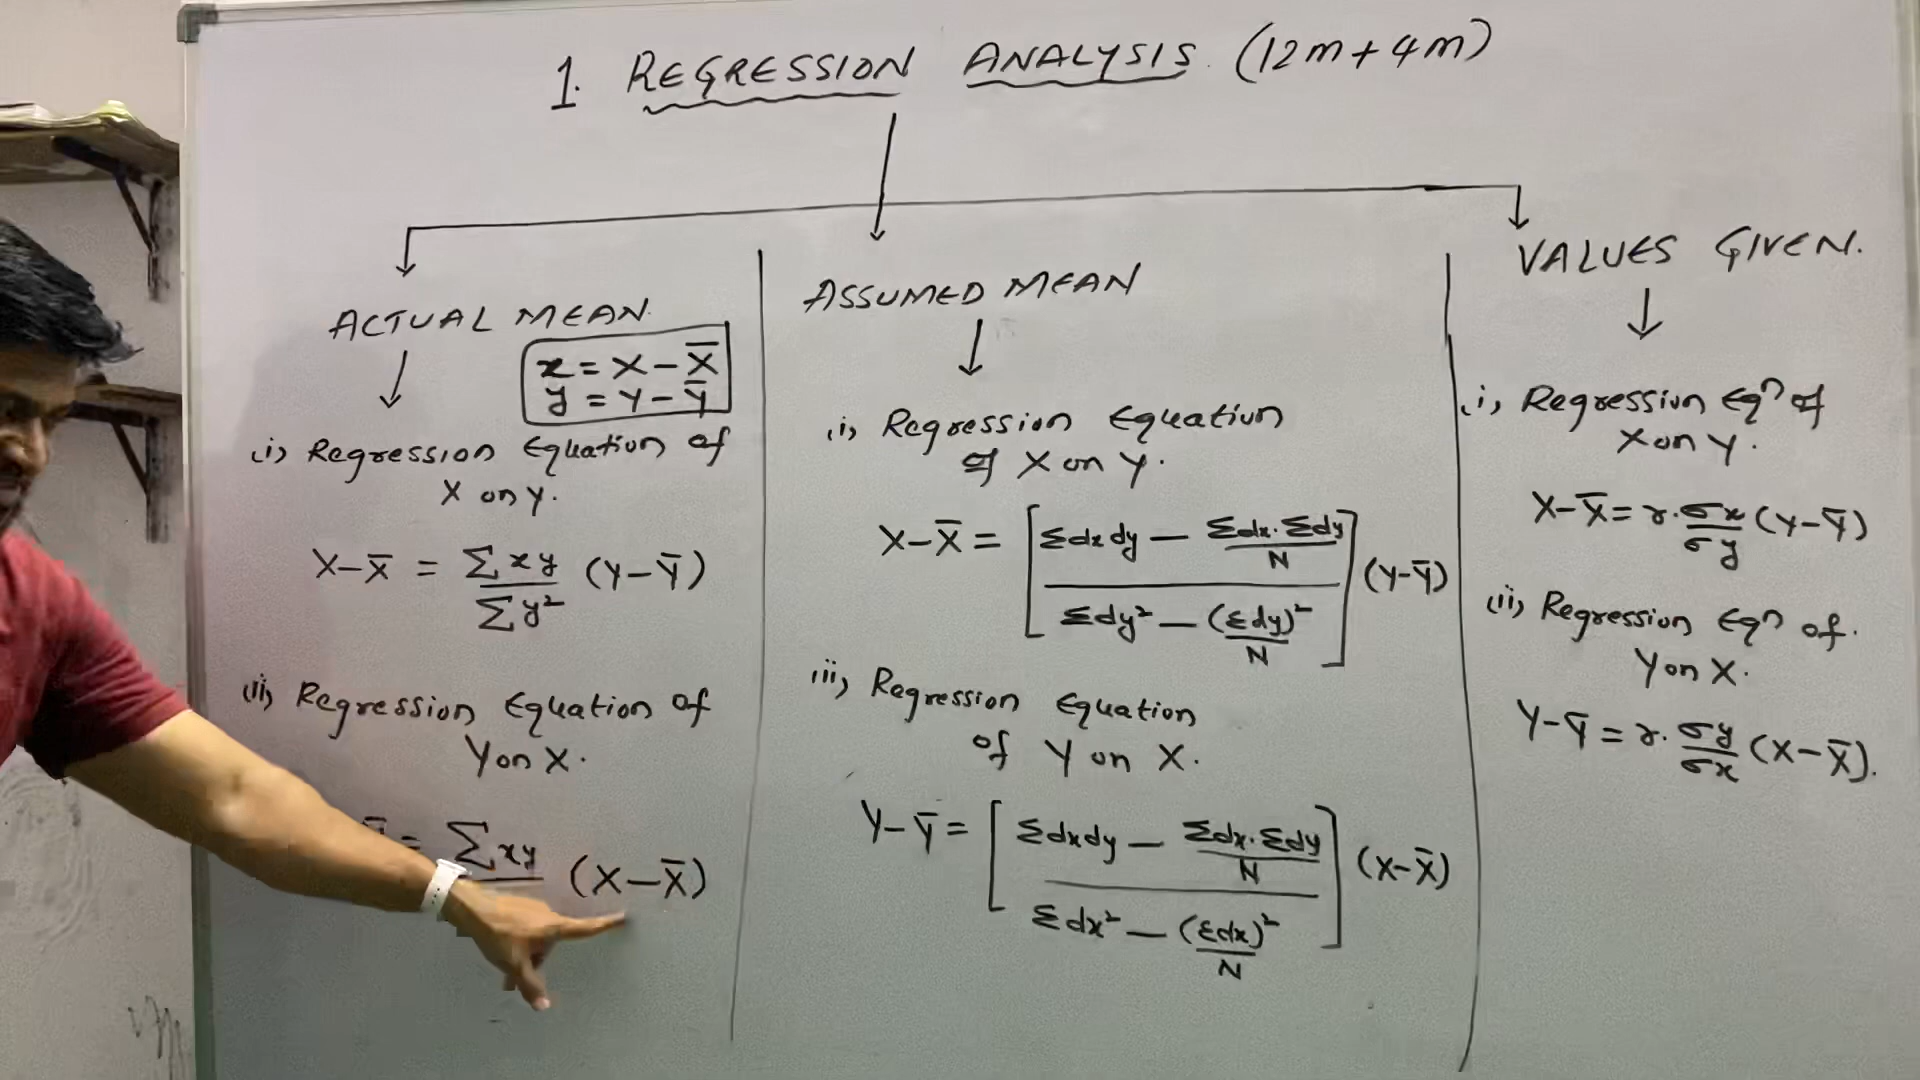 1. REGRESSION ANALYSIS (12m + 4m)
ACTUAL MEAN.
x = X - X̅
y = Y - Y̅
(i) Regression Equation of
X on Y.
X - X̅ = Σxy / Σy² (Y - Y̅)
(ii) Regression Equation of
Y on X.
= Σxy (X - X̅)
ASSUMED MEAN
(i) Regression Equation
of X on Y.
X - X̅ = [Σdxdy - Σdx.Σdy / N / Σdy² - (Σdy)² / N] (Y - Y̅)
iii) Regression Equation
of Y on X.
Y - Y̅ = [Σdxdy - Σdx.Σdy / N / Σdx² - (Σdx)² / N] (X - X̅)
VALUES GIVEN.
(i) Regression Eqn of
X on Y.
X - X̅ = r. σx / σy (Y - Y̅)
(ii) Regression Eqn of.
Y on X.
Y - Y̅ = r. σy / σx (X - X̅).